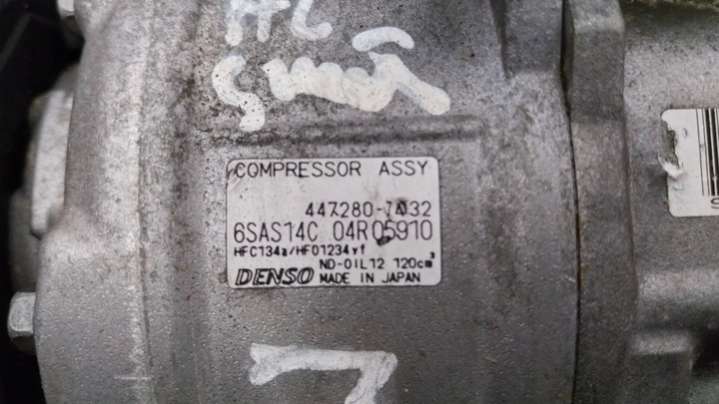 COMPRESSOR ASSY
447280-7032
6SAS14C 04R05910
HFC134a/HFO1234yf
ND-OIL12 120cm³
DENSO MADE IN JAPAN